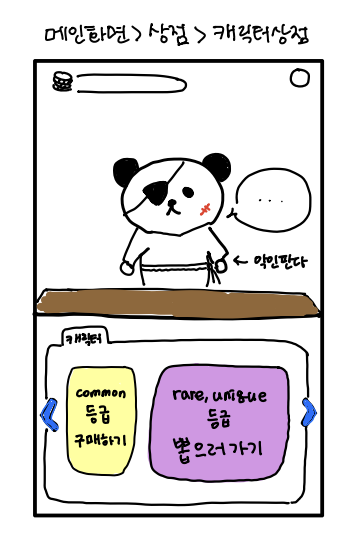 메인화면 > 상점 > 캐릭터상점
...
← 악인판다
캐릭터
common
등급
구매하기
rare, unique
등급
뽑으러가기